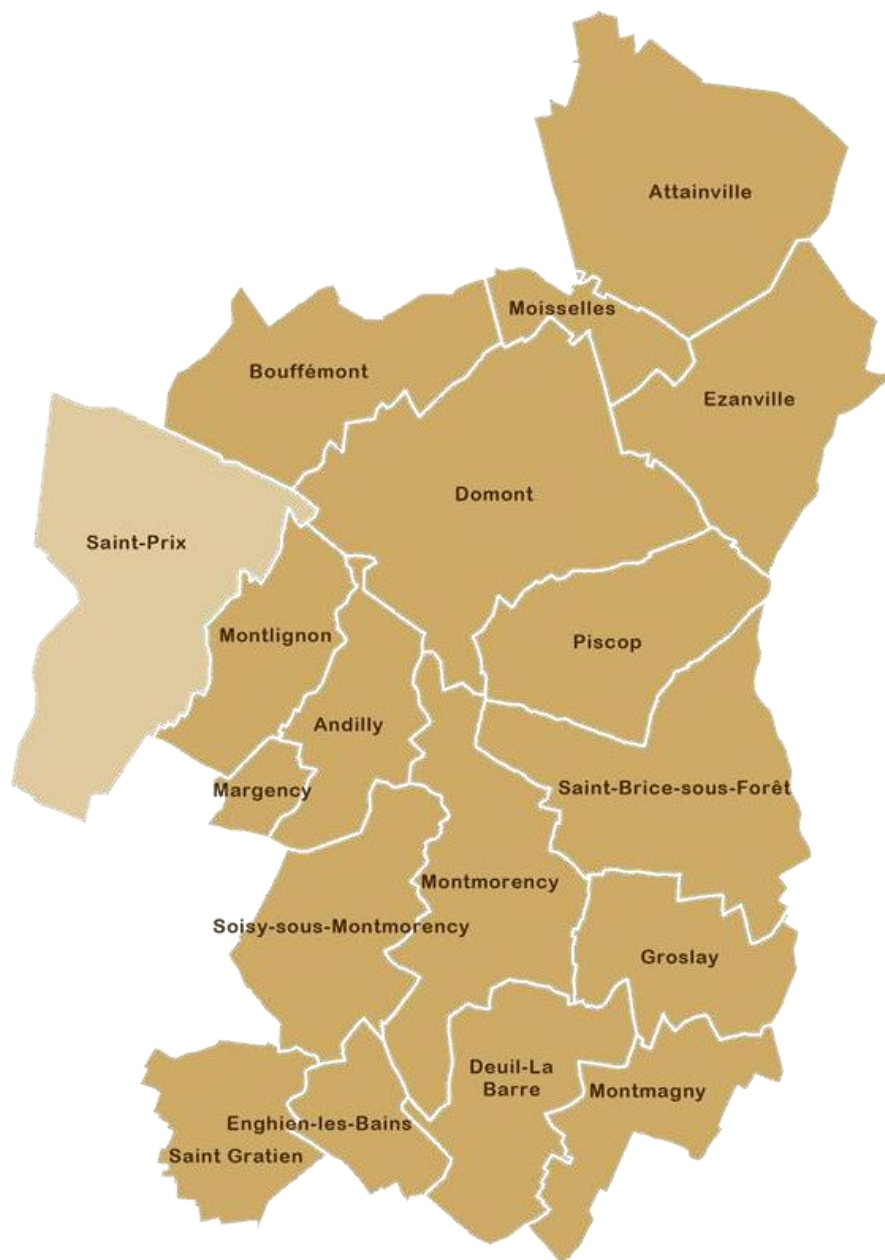 Attainville
Moisselles
Bouffémont
Ezanville
Domont
Saint-Prix
Montlignon
Piscop
Andilly
Margency
Saint-Brice-sous-Forêt
Montmorency
Soisy-sous-Montmorency
Groslay
Deuil-La
Barre
Montmagny
Enghien-les-Bains
Saint Gratien